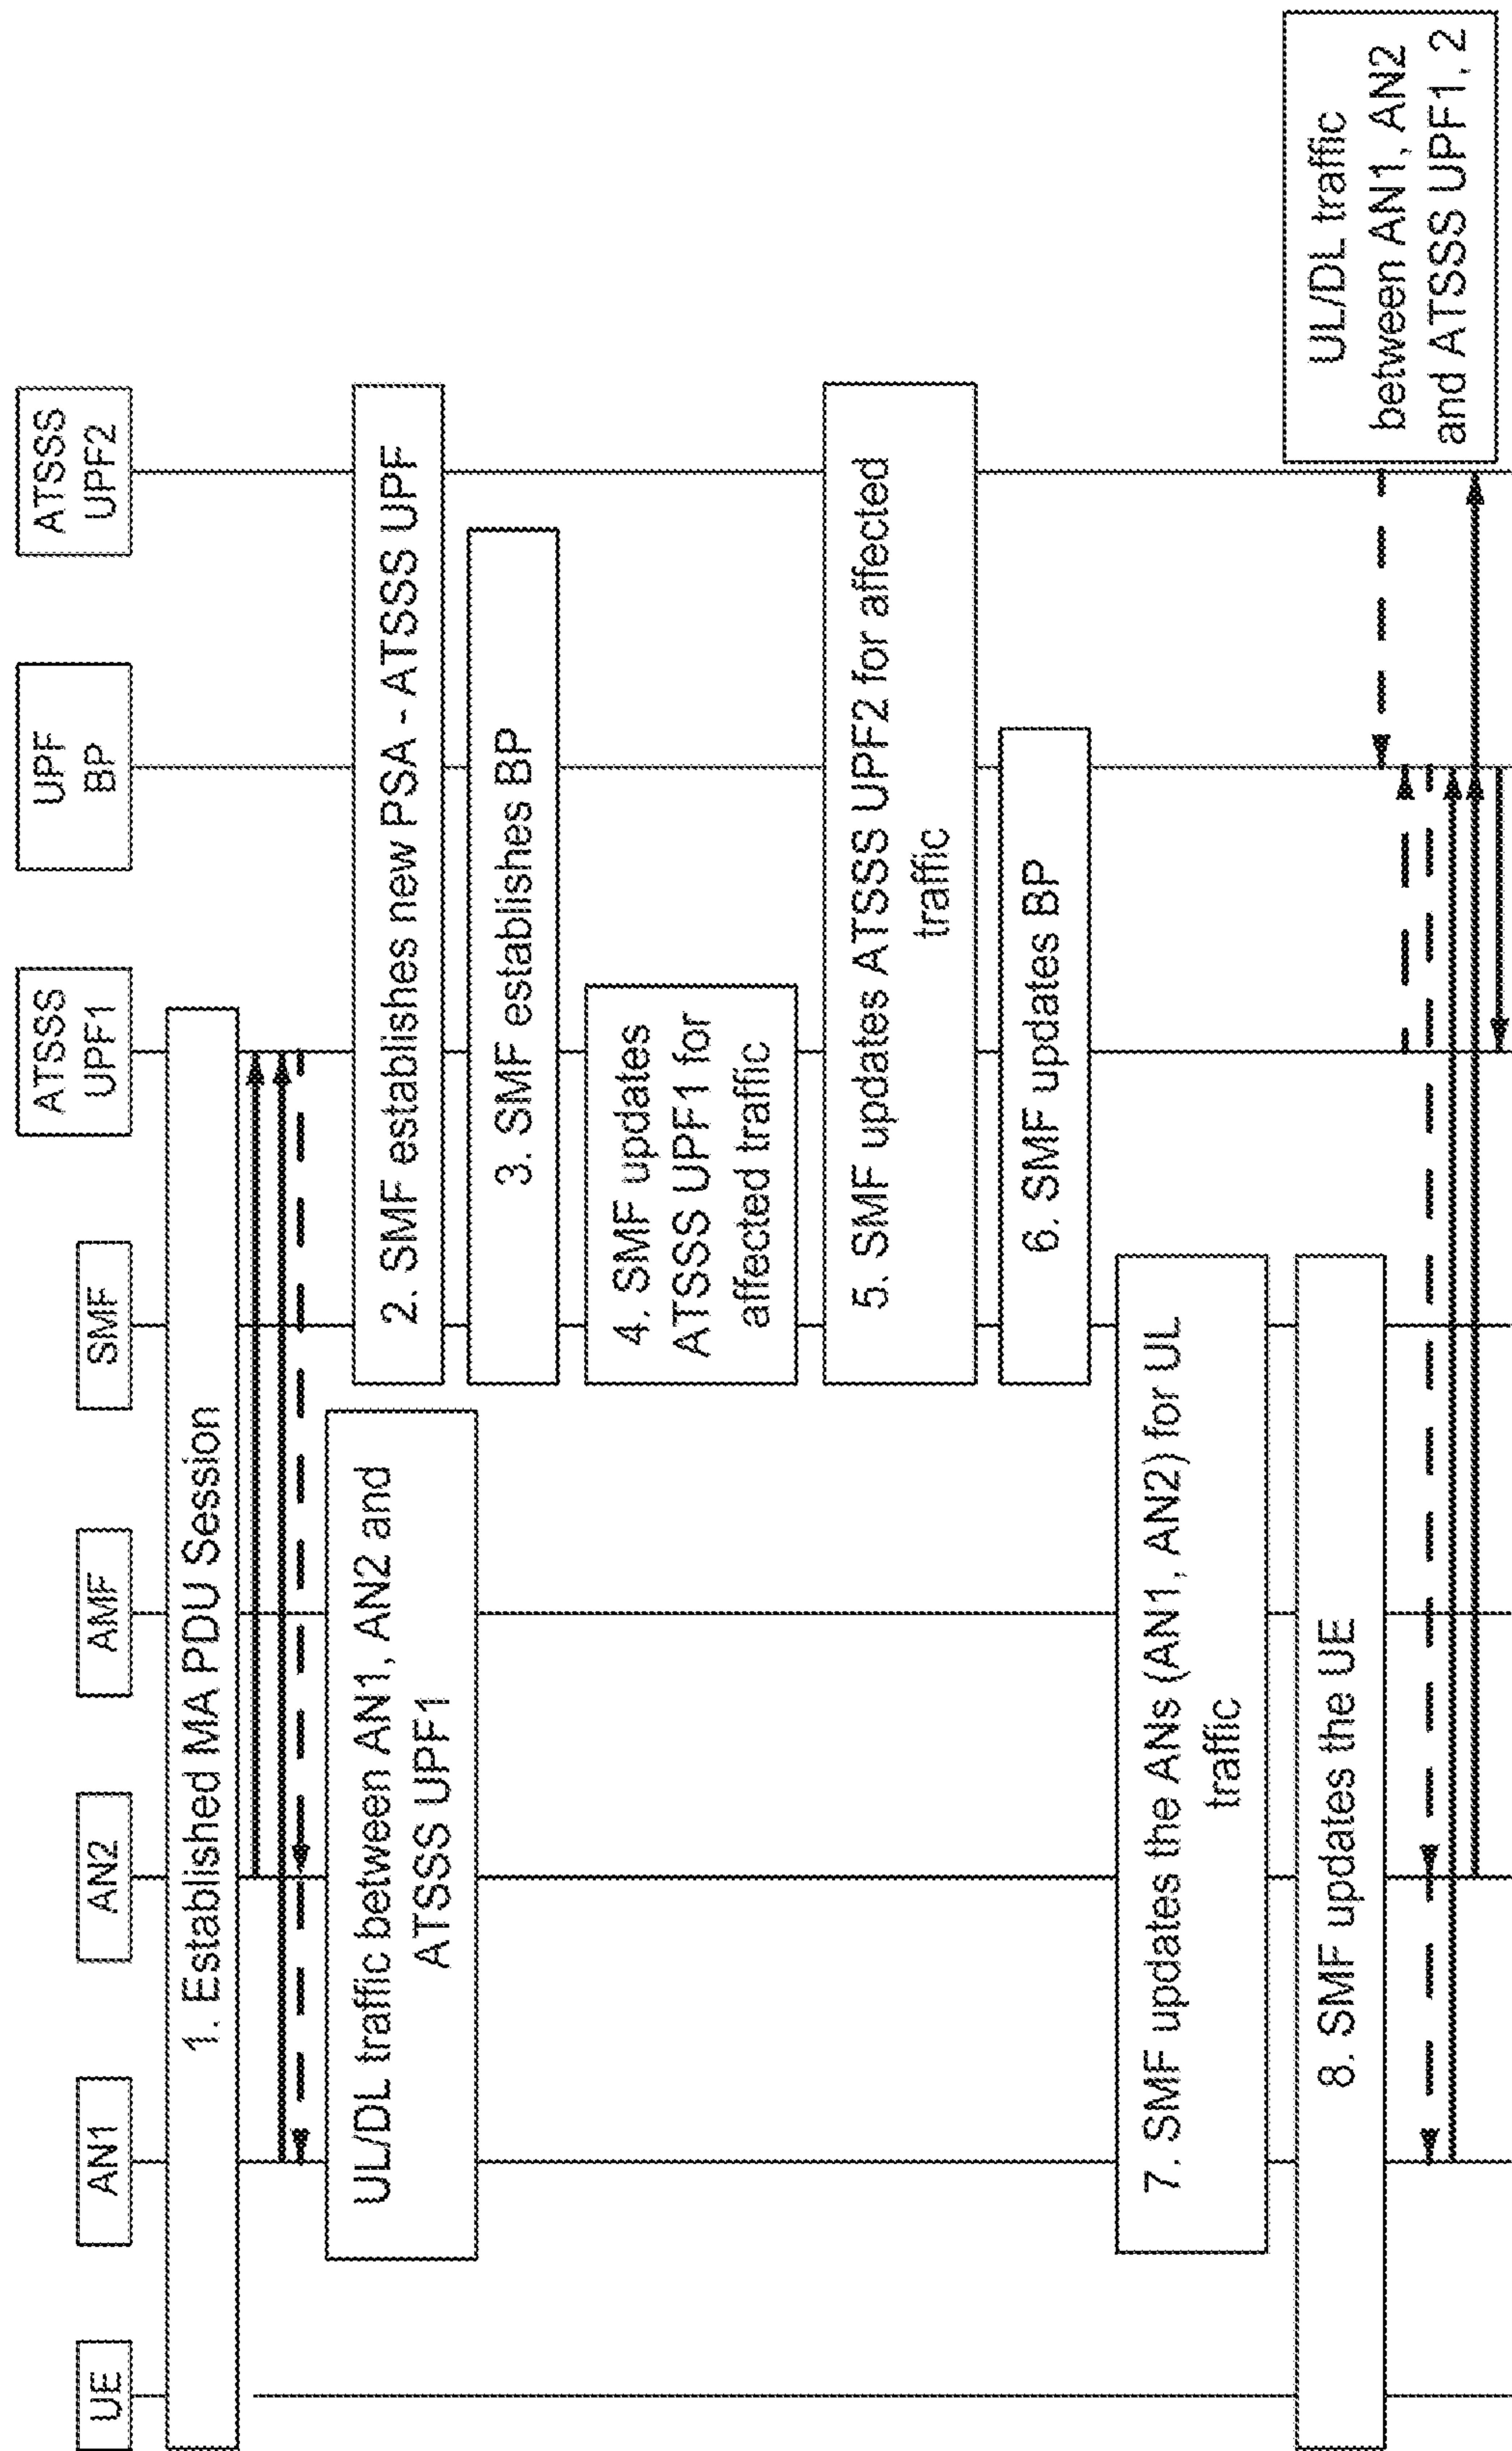 UE
AN1
AN2
AMF
SMF
ATSSS
UPF1
UPF
BP
ATSSS
UPF2
1. Established MA PDU Session
UL/DL traffic between AN1, AN2 and
ATSSS UPF1
2. SMF establishes new PSA - ATSSS UPF
3. SMF establishes BP
4. SMF updates
ATSSS UPF1 for
affected traffic
5. SMF updates ATSSS UPF2 for affected
traffic
6. SMF updates BP
7. SMF updates the ANs (AN1, AN2) for UL
traffic
8. SMF updates the UE
UL/DL traffic
between AN1, AN2
and ATSSS UPF1, 2